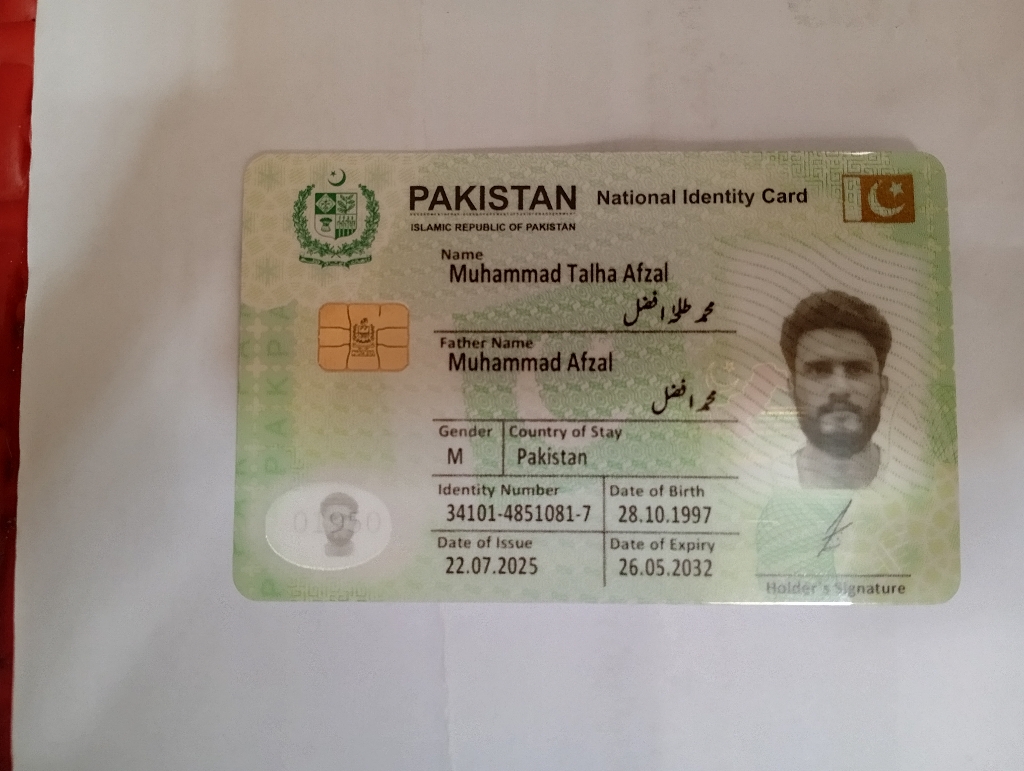 PAKISTAN National Identity Card
ISLAMIC REPUBLIC OF PAKISTAN
Name
Muhammad Talha Afzal
محمد طلحہ افضل
Father Name
Muhammad Afzal
محمد افضل
Gender Country of Stay
M Pakistan
Identity Number Date of Birth
34101-4851081-7 28.10.1997
Date of Issue Date of Expiry
22.07.2025 26.05.2032
Holder's Signature